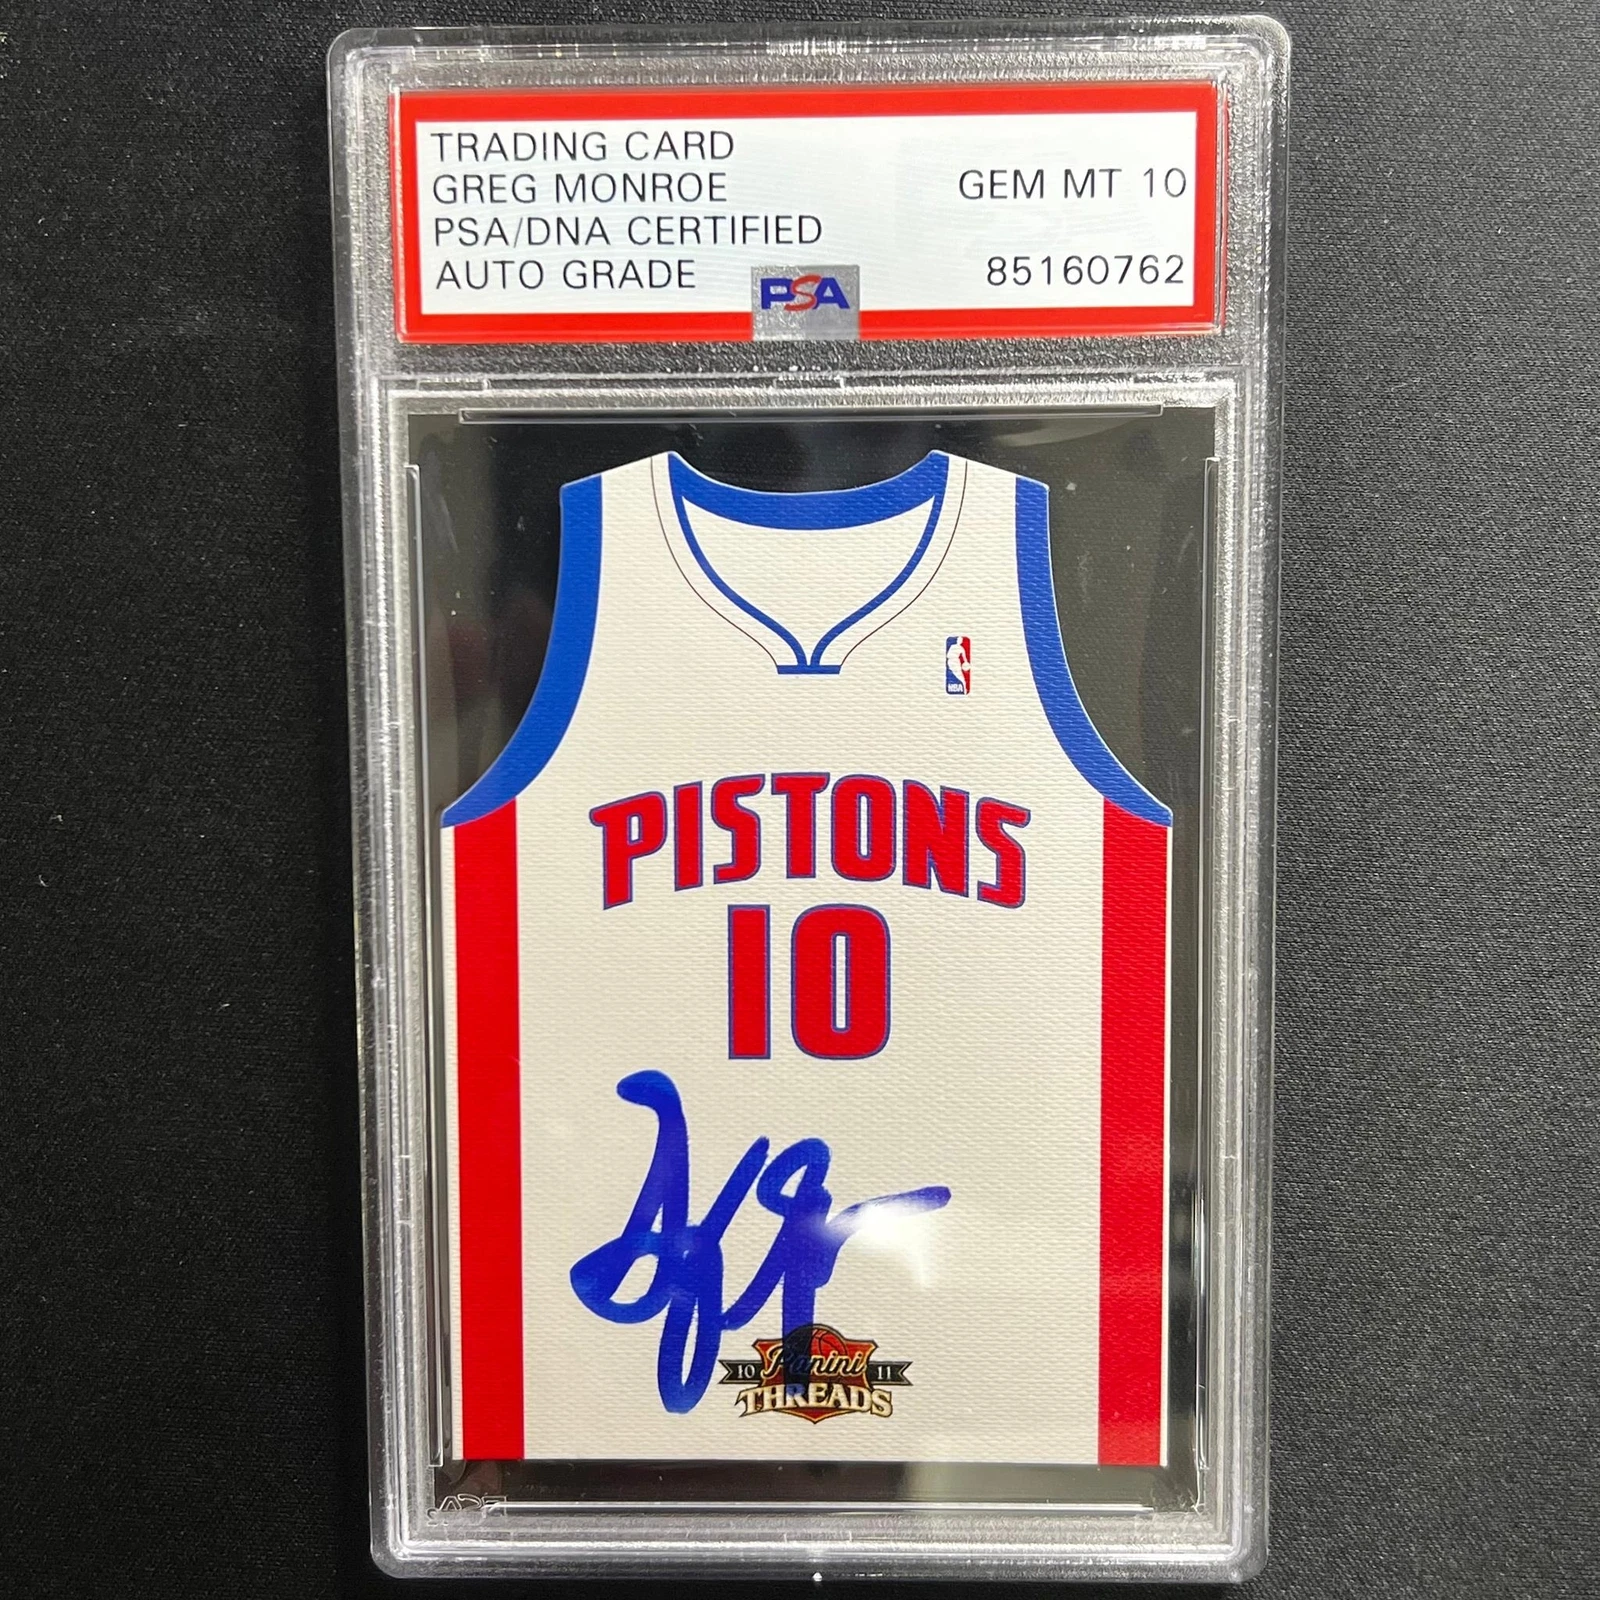 TRADING CARD
GREG MONROE
PSA/DNA CERTIFIED
AUTO GRADE
GEM MT 10
85160762
PSA
NBA
PISTONS
10
10 Panini 11
THREADS